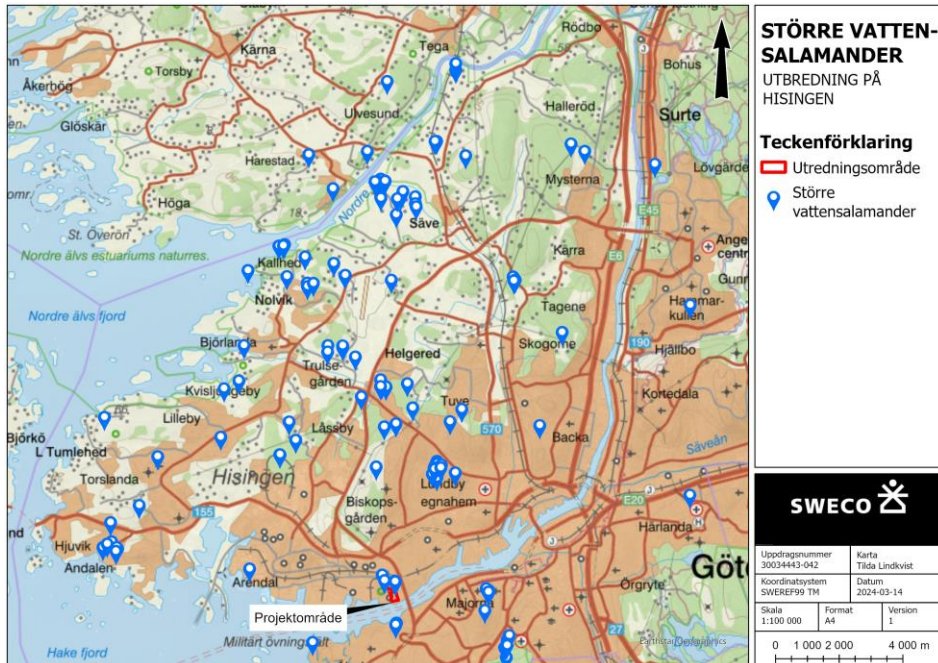 Kärna
Tega
Rödbo
Torsby
Bohus
Åkerbög
Ulvesund
Halleröd
Surte
Glöskär
Harestad
Mysterna
Lövgärde
Höga
Nordre
Säve
St. Överön
E45
Nordre älvs estuariums naturres.
Kallhed
Kärra
E6
Nolvik
Tagene
Nordre älvs fjord
Hammar-
kullen
Björlanda
Helgered
Skogome
190
Hjällbo
Trulse-
gården
Kvisljungeby
Kortedala
Lilleby
Tuve
Björkö
Låssby
570
Backa
L Tumlehed
Säveån
Torslanda
Hisingen
Lundby
egnahem
Biskops-
gården
E20
155
Härlanda
Hjuvik
Andalen
Arendal
Majorna
Örgryte
Projektområde
27
Militärt övningsfält
Hake fjord
Earthstar Geographics
STÖRRE VATTEN-
SALAMANDER
UTBREDNING PÅ
HISINGEN
Teckenförklaring
Utredningsområde
Större
vattensalamander
SWECO
Uppdragsnummer
30034443-042
Karta
Tilda Lindkvist
Koordinatsystem
SWEREF99 TM
Datum
2024-03-14
Skala
1:100 000
Format
A4
Version
1
0 1 000 2 000 4 000 m